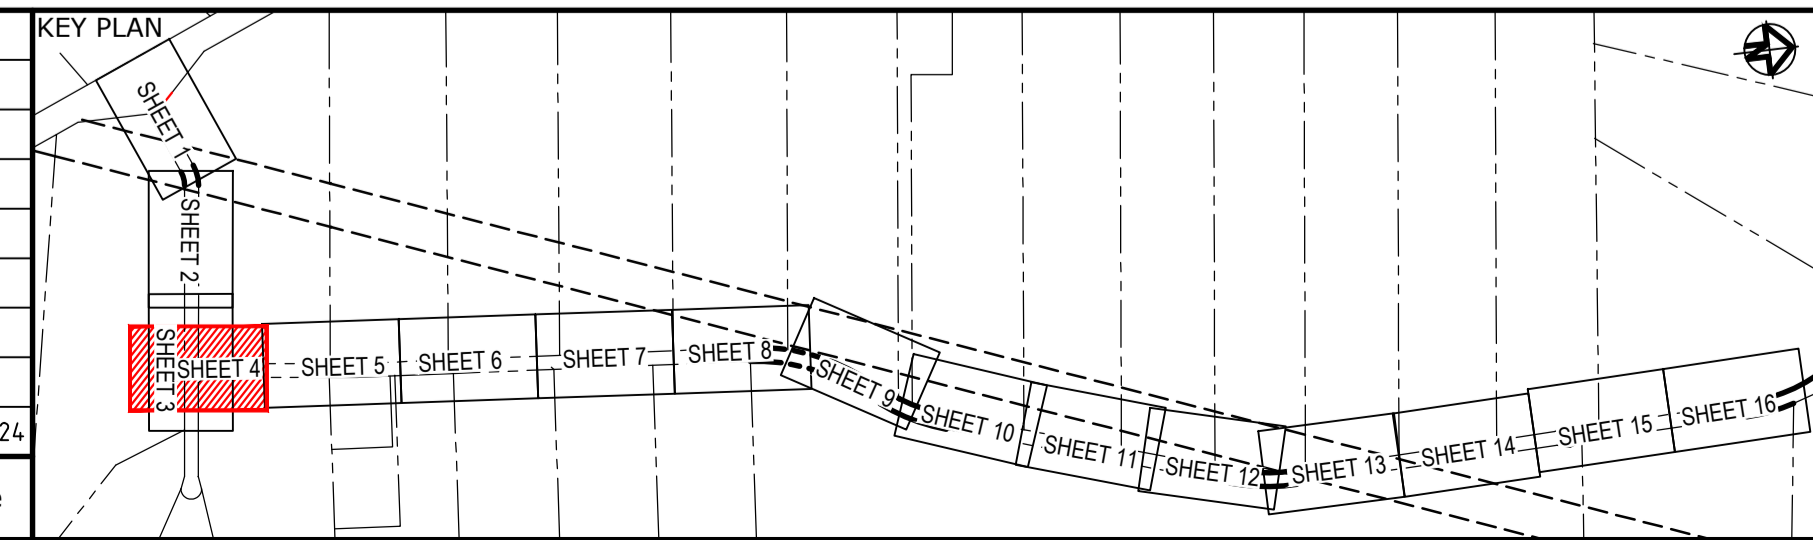 KEY PLAN
SHEET 1
SHEET 2
SHEET 3
SHEET 4
SHEET 5
SHEET 6
SHEET 7
SHEET 8
SHEET 9
SHEET 10
SHEET 11
SHEET 12
SHEET 13
SHEET 14
SHEET 15
SHEET 16
N
24